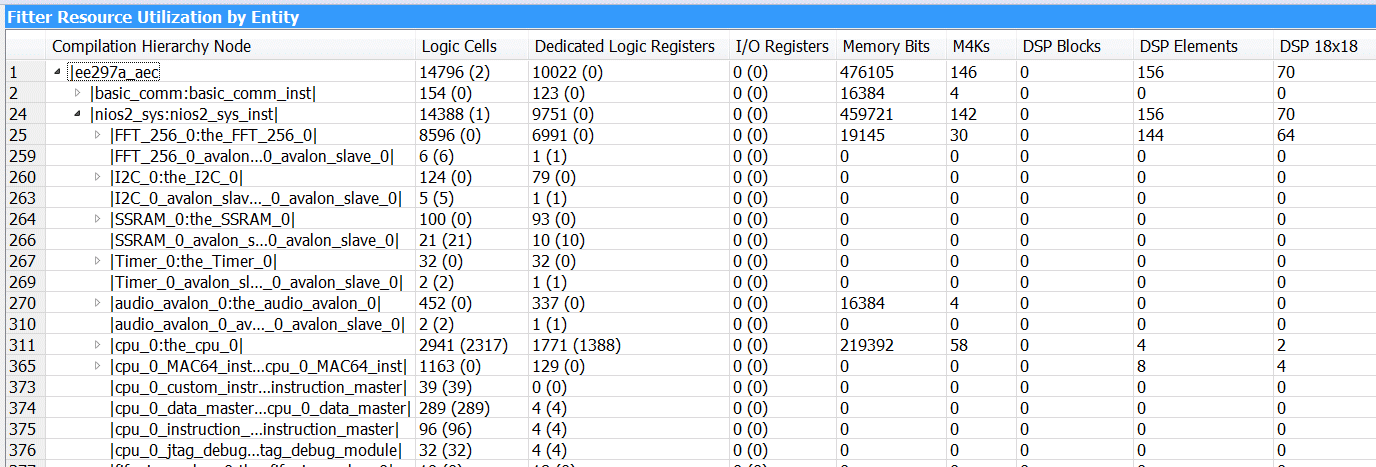 Fitter Resource Utilization by Entity
Compilation Hierarchy Node Logic Cells Dedicated Logic Registers I/O Registers Memory Bits M4Ks DSP Blocks DSP Elements DSP 18x18
1 |ee297a_aec 14796 (2) 10022 (0) 0 (0) 476105 146 0 156 70
2 |basic_comm:basic_comm_inst| 154 (0) 123 (0) 0 (0) 16384 4 0 0 0
24 |nios2_sys:nios2_sys_inst| 14388 (1) 9751 (0) 0 (0) 459721 142 0 156 70
25 |FFT_256_0:the_FFT_256_0| 8596 (0) 6991 (0) 0 (0) 19145 30 0 144 64
259 |FFT_256_0_avalon...0_avalon_slave_0| 6 (6) 1 (1) 0 (0) 0 0 0 0 0
260 |I2C_0:the_I2C_0| 124 (0) 79 (0) 0 (0) 0 0 0 0 0
263 |I2C_0_avalon_slav..._0_avalon_slave_0| 5 (5) 1 (1) 0 (0) 0 0 0 0 0
264 |SSRAM_0:the_SSRAM_0| 100 (0) 93 (0) 0 (0) 0 0 0 0 0
266 |SSRAM_0_avalon_s...0_avalon_slave_0| 21 (21) 10 (10) 0 (0) 0 0 0 0 0
267 |Timer_0:the_Timer_0| 32 (0) 32 (0) 0 (0) 0 0 0 0 0
269 |Timer_0_avalon_sl..._0_avalon_slave_0| 2 (2) 1 (1) 0 (0) 0 0 0 0 0
270 |audio_avalon_0:the_audio_avalon_0| 452 (0) 337 (0) 0 (0) 16384 4 0 0 0
310 |audio_avalon_0_av..._0_avalon_slave_0| 2 (2) 1 (1) 0 (0) 0 0 0 0 0
311 |cpu_0:the_cpu_0| 2941 (2317) 1771 (1388) 0 (0) 219392 58 0 4 2
365 |cpu_0_MAC64_inst...cpu_0_MAC64_inst| 1163 (0) 129 (0) 0 (0) 0 0 0 8 4
373 |cpu_0_custom_instr...instruction_master| 39 (39) 0 (0) 0 (0) 0 0 0 0 0
374 |cpu_0_data_master...cpu_0_data_master| 289 (289) 4 (4) 0 (0) 0 0 0 0 0
375 |cpu_0_instruction_...instruction_master| 96 (96) 4 (4) 0 (0) 0 0 0 0 0
376 |cpu_0_jtag_debug...tag_debug_module| 32 (32) 4 (4) 0 (0) 0 0 0 0 0